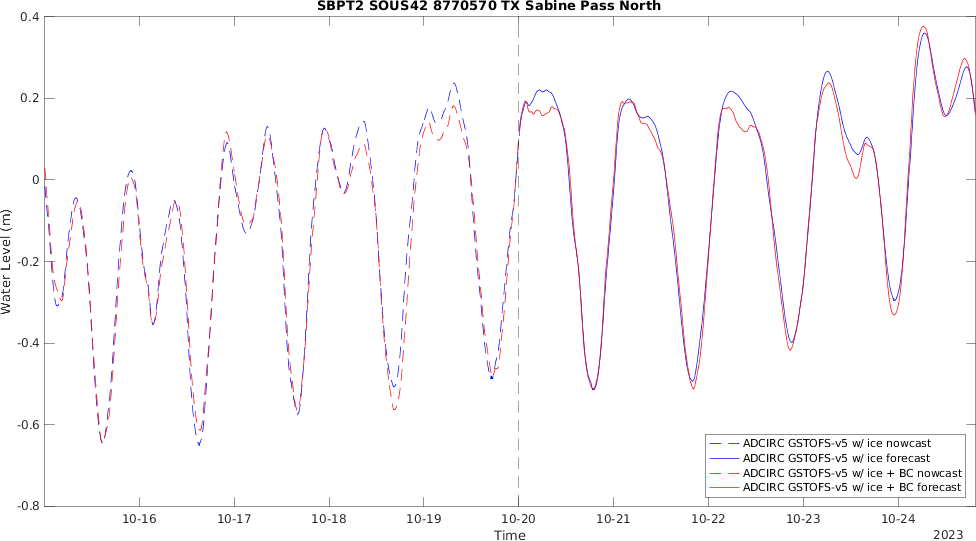 SBPT2 SOUS42 8770570 TX Sabine Pass North
0.4
0.2
0
-0.2
-0.4
-0.6
-0.8
Water Level (m)
10-16
10-17
10-18
10-19
10-20
10-21
10-22
10-23
10-24
Time
2023
ADCIRC GSTOFS-v5 w/ ice nowcast
ADCIRC GSTOFS-v5 w/ ice forecast
ADCIRC GSTOFS-v5 w/ ice + BC nowcast
ADCIRC GSTOFS-v5 w/ ice + BC forecast